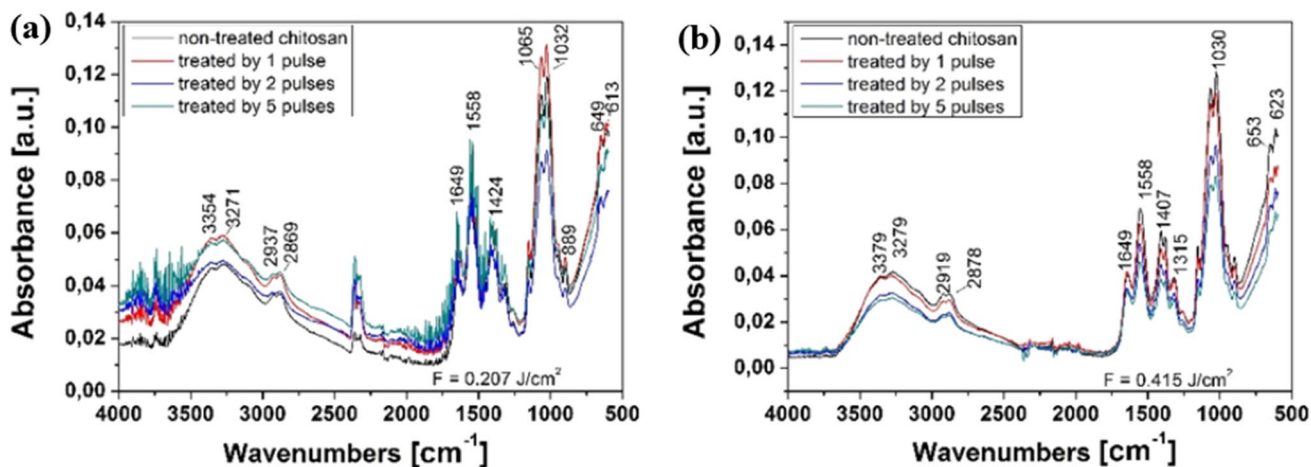 (a)
0,14
0,12
0,10
0,08
0,06
0,04
0,02
0,00
Absorbance [a.u.]
non-treated chitosan
treated by 1 pulse
treated by 2 pulses
treated by 5 pulses
3354
3271
2937
2869
1649
1558
1424
1065
1032
889
649
613
F = 0.207 J/cm²
4000 3500 3000 2500 2000 1500 1000 500
Wavenumbers [cm⁻¹]
(b)
0,14
0,12
0,10
0,08
0,06
0,04
0,02
0,00
Absorbance [a.u.]
non-treated chitosan
treated by 1 pulse
treated by 2 pulses
treated by 5 pulses
3379
3279
2919
2878
1649
1558
1407
1315
1030
653
623
F = 0.415 J/cm²
4000 3500 3000 2500 2000 1500 1000 500
Wavenumbers [cm⁻¹]